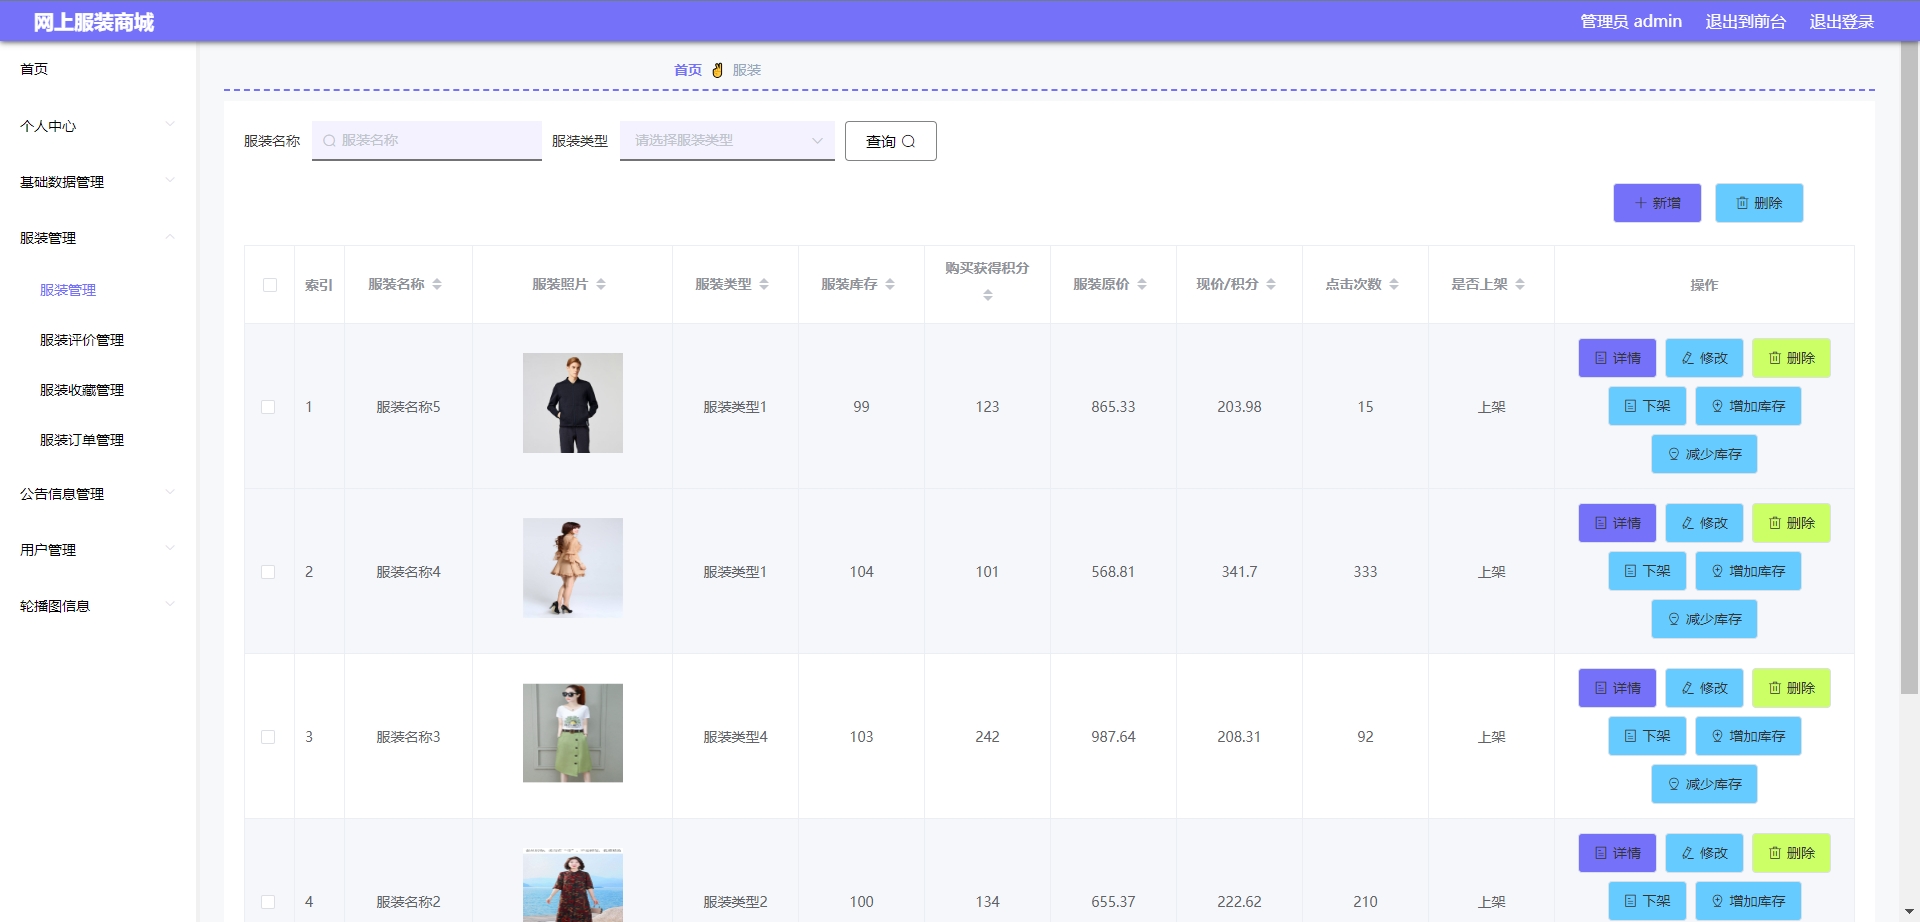 网上服装商城
管理员 admin 退出到前台 退出登录
首页
个人中心
基础数据管理
服装管理
服装管理
服装评价管理
服装收藏管理
服装订单管理
公告信息管理
用户管理
轮播图信息
首页 服装
服装名称 服装名称 服装类型 请选择服装类型 查询
新增 删除
索引 服装名称 服装照片 服装类型 服装库存 购买获得积分 服装原价 现价/积分 点击次数 是否上架 操作
1 服装名称5 服装类型1 99 123 865.33 203.98 15 上架
详情 修改 删除
下架 增加库存
减少库存
2 服装名称4 服装类型1 104 101 568.81 341.7 333 上架
详情 修改 删除
下架 增加库存
减少库存
3 服装名称3 服装类型4 103 242 987.64 208.31 92 上架
详情 修改 删除
下架 增加库存
减少库存
4 服装名称2 服装类型2 100 134 655.37 222.62 210 上架
详情 修改 删除
下架 增加库存